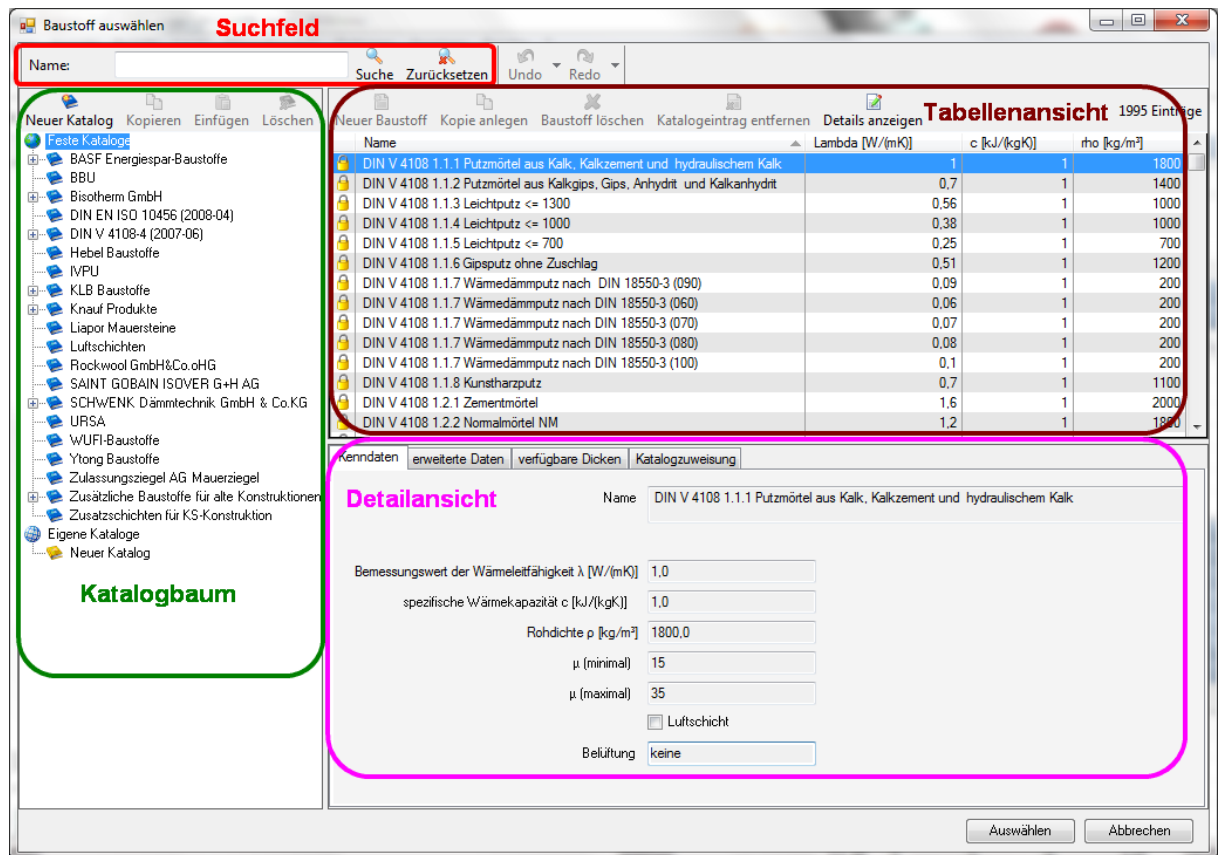 Baustoff auswählen
Suchfeld
Name:
Suche Zurücksetzen Undo Redo
Neuer Katalog Kopieren Einfügen Löschen
Feste Kataloge
BASF Energiespar-Baustoffe
BBU
Bisotherm GmbH
DIN EN ISO 10456 (2008-04)
DIN V 4108-4 (2007-06)
Hebel Baustoffe
IVPU
KLB Baustoffe
Knauf Produkte
Liapor Mauersteine
Luftschichten
Rockwool GmbH&Co.oHG
SAINT GOBAIN ISOVER G+H AG
SCHWENK Dämmtechnik GmbH & Co.KG
URSA
WUFI-Baustoffe
Ytong Baustoffe
Zulassungsziegel AG Mauerziegel
Zusätzliche Baustoffe für alte Konstruktionen
Zusatzschichten für KS-Konstruktion
Eigene Kataloge
Neuer Katalog
Katalogbaum
Neuer Baustoff Kopie anlegen Baustoff löschen Katalogeintrag entfernen Details anzeigen Tabellenansicht 1995 Einträge
Name Lambda [W/(mK)] c [kJ/(kgK)] rho [kg/m³]
DIN V 4108 1.1.1 Putzmörtel aus Kalk, Kalkzement und hydraulischem Kalk 1 1 1800
DIN V 4108 1.1.2 Putzmörtel aus Kalkgips, Gips, Anhydrit und Kalkanhydrit 0,7 1 1400
DIN V 4108 1.1.3 Leichtputz <= 1300 0,56 1 1000
DIN V 4108 1.1.4 Leichtputz <= 1000 0,38 1 1000
DIN V 4108 1.1.5 Leichtputz <= 700 0,25 1 700
DIN V 4108 1.1.6 Gipsputz ohne Zuschlag 0,51 1 1200
DIN V 4108 1.1.7 Wärmedämmputz nach DIN 18550-3 (090) 0,09 1 200
DIN V 4108 1.1.7 Wärmedämmputz nach DIN 18550-3 (060) 0,06 1 200
DIN V 4108 1.1.7 Wärmedämmputz nach DIN 18550-3 (070) 0,07 1 200
DIN V 4108 1.1.7 Wärmedämmputz nach DIN 18550-3 (080) 0,08 1 200
DIN V 4108 1.1.7 Wärmedämmputz nach DIN 18550-3 (100) 0,1 1 200
DIN V 4108 1.1.8 Kunstharzputz 0,7 1 1100
DIN V 4108 1.2.1 Zementmörtel 1,6 1 2000
DIN V 4108 1.2.2 Normalmörtel NM 1,2 1 1800
Kenndaten erweiterte Daten verfügbare Dicken Katalogzuweisung
Detailansicht
Name DIN V 4108 1.1.1 Putzmörtel aus Kalk, Kalkzement und hydraulischem Kalk
Bemessungswert der Wärmeleitfähigkeit λ [W/(mK)] 1,0
spezifische Wärmekapazität c [kJ/(kgK)] 1,0
Rohdichte ρ [kg/m³] 1800,0
μ (minimal) 15
μ (maximal) 35
Luftschicht
Belüftung keine
Auswählen Abbrechen